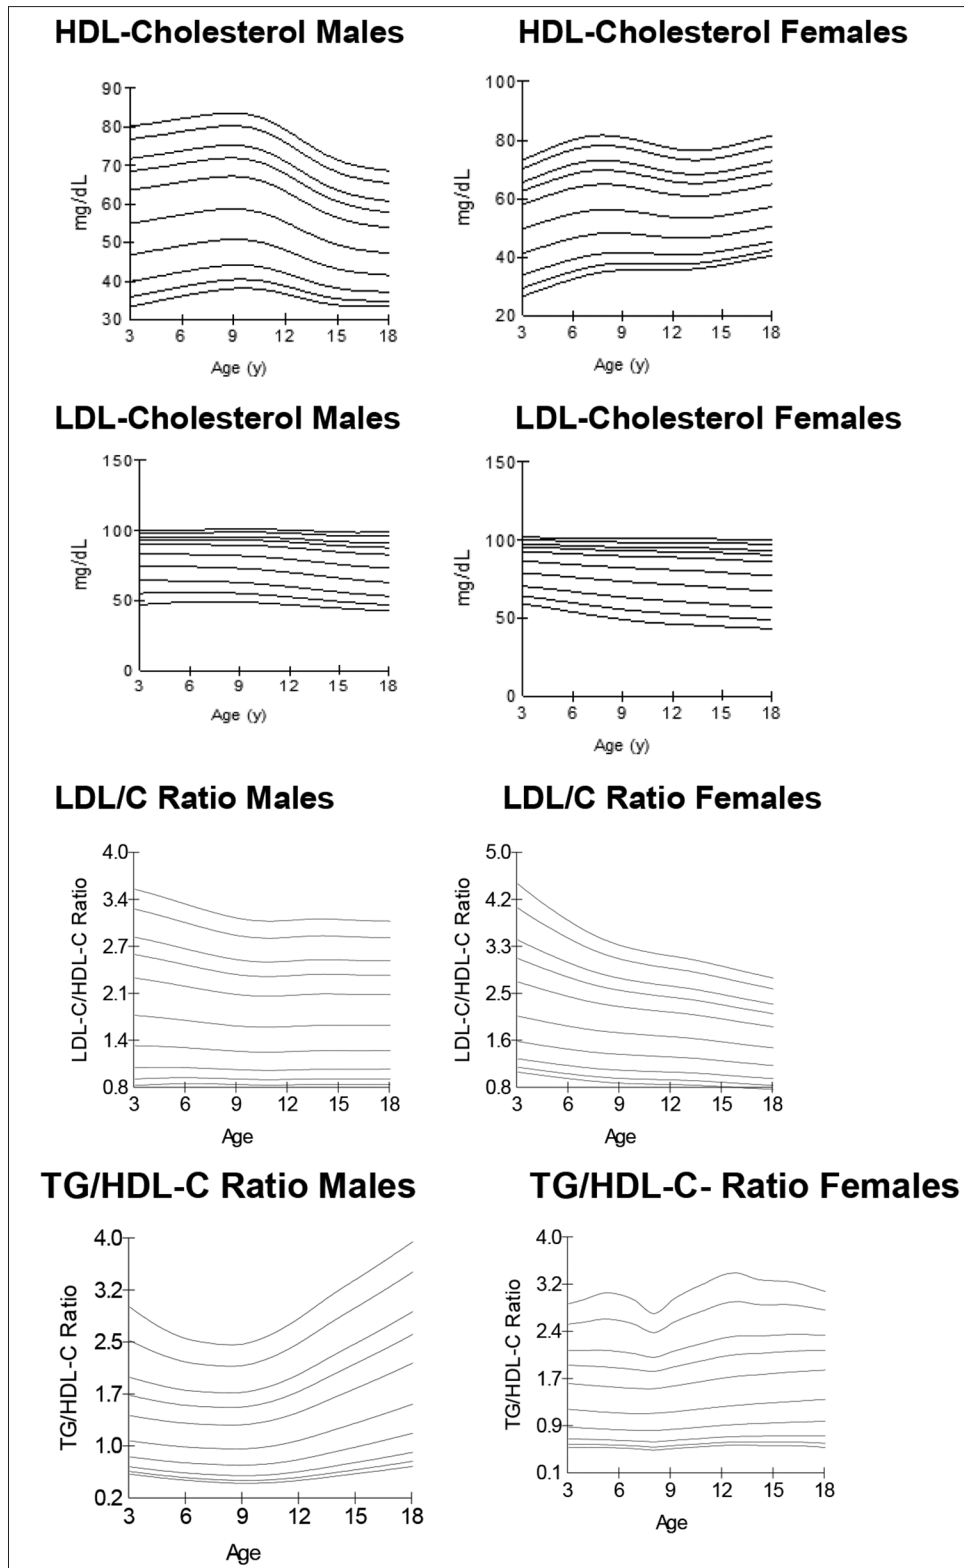 HDL-Cholesterol Males
HDL-Cholesterol Females
90
80
70
60
50
40
30
mg/dL
3 6 9 12 15 18
Age (y)
100
80
60
40
20
mg/dL
3 6 9 12 15 18
Age (y)
LDL-Cholesterol Males
LDL-Cholesterol Females
150
100
50
0
mg/dL
3 6 9 12 15 18
Age (y)
150
100
50
0
mg/dL
3 6 9 12 15 18
Age (y)
LDL/C Ratio Males
LDL/C Ratio Females
4.0
3.4
2.7
2.1
1.4
0.8
LDL-C/HDL-C Ratio
3 6 9 12 15 18
Age
5.0
4.2
3.3
2.5
1.6
0.8
LDL-C/HDL-C Ratio
3 6 9 12 15 18
Age
TG/HDL-C Ratio Males
TG/HDL-C- Ratio Females
4.0
3.2
2.5
1.7
1.0
0.2
TG/HDL-C Ratio
3 6 9 12 15 18
Age
4.0
3.2
2.4
1.7
0.9
0.1
TG/HDL-C Ratio
3 6 9 12 15 18
Age